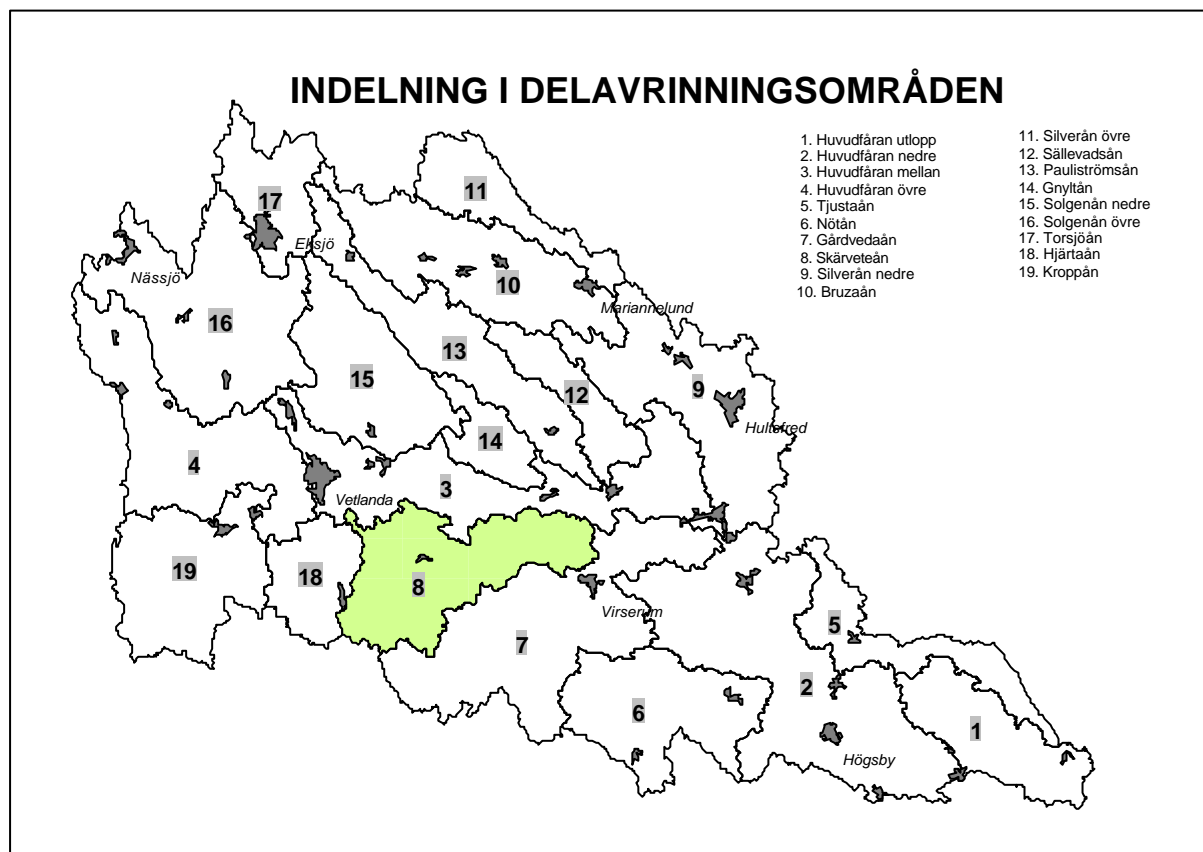 INDELNING I DELAVRINNINGSOMRÅDEN
1. Huvudfåran utlopp
2. Huvudfåran nedre
3. Huvudfåran mellan
4. Huvudfåran övre
5. Tjustaån
6. Nötån
7. Gårdvedaån
8. Skärveteån
9. Silverån nedre
10. Bruzaån
11. Silverån övre
12. Sällevadsån
13. Pauliströmsån
14. Gnyltån
15. Solgenån nedre
16. Solgenån övre
17. Torsjöån
18. Hjärtaån
19. Kroppån
11
17
Eksjö
Nässjö
10
Mariannelund
16
13
15
12
9
Hultsfred
14
4
3
Vetlanda
19
18
8
Virserum
5
7
2
6
1
Högsby